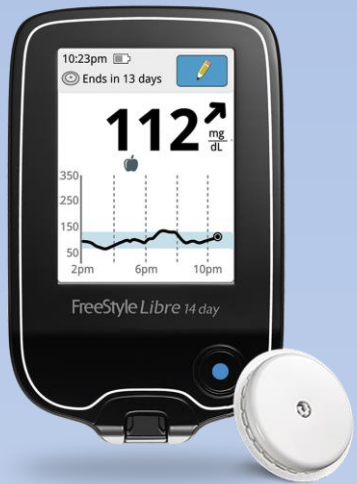 10:23pm
Ends in 13 days
112 mg/dL
350
250
150
50
2pm 6pm 10pm
FreeStyle Libre 14 day